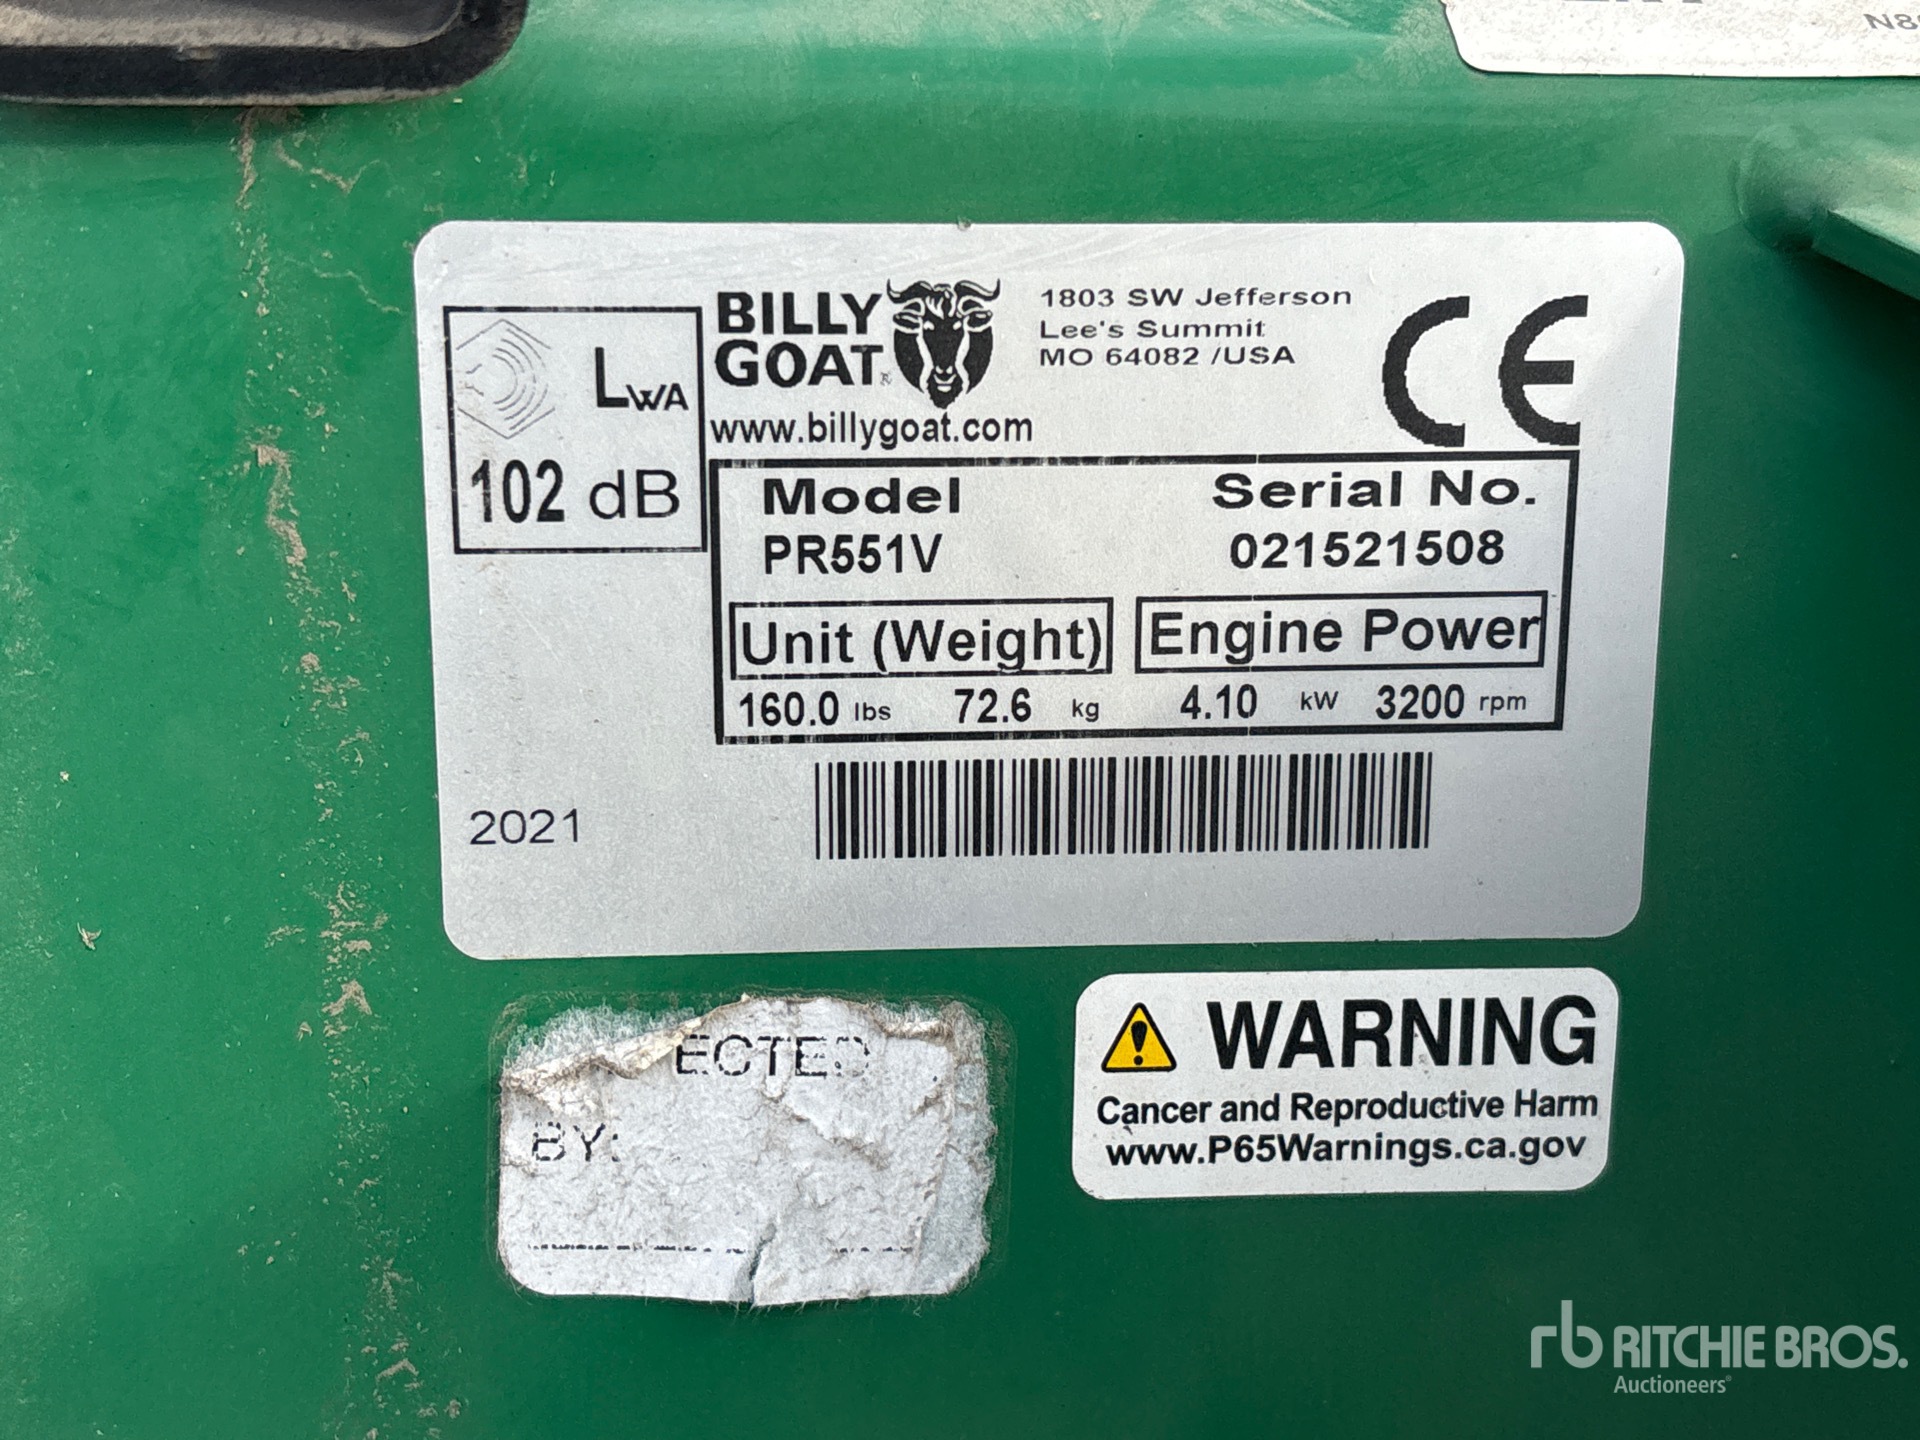 LWA
102 dB
BILLY
GOAT®
www.billygoat.com
1803 SW Jefferson
Lee's Summit
MO 64082 /USA
CE
Model Serial No.
PR551V 021521508
Unit (Weight) Engine Power
160.0 lbs 72.6 kg 4.10 kW 3200 rpm
2021
ECTED
BY:
WARNING
Cancer and Reproductive Harm
www.P65Warnings.ca.gov
rb RITCHIE BROS.
Auctioneers®